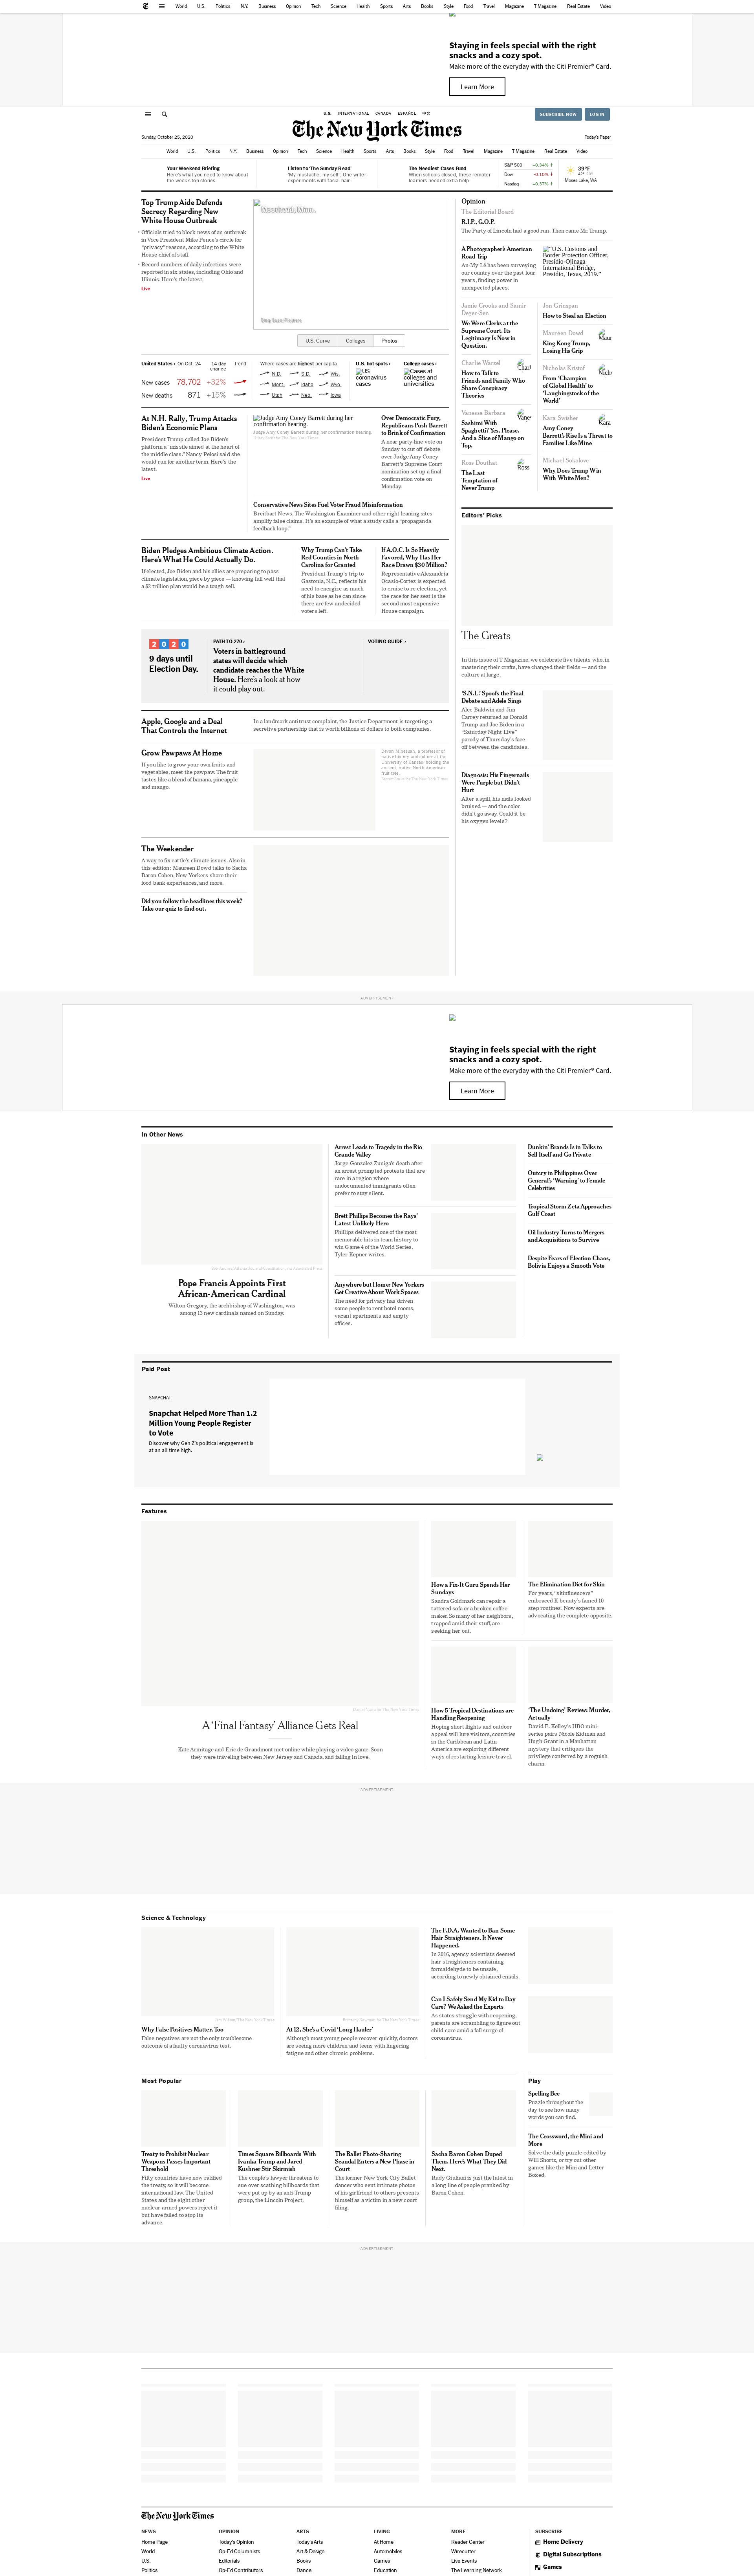 World U.S. Politics N.Y. Business Opinion Tech Science Health Sports Arts Books Style Food Travel Magazine T Magazine Real Estate Video
Staying in feels special with the right
snacks and a cozy spot.
Make more of the everyday with the Citi Premier® Card.
Learn More
U.S. INTERNATIONAL CANADA ESPAÑOL 中文
SUBSCRIBE NOW LOG IN
The New York Times
Sunday, October 25, 2020
Today's Paper
World U.S. Politics N.Y. Business Opinion Tech Science Health Sports Arts Books Style Food Travel Magazine T Magazine Real Estate Video
Your Weekend Briefing
Here's what you need to know about
the week's top stories.
Listen to 'The Sunday Read'
'My mustache, my self'. One writer
experiments with facial hair.
The Neediest Cases Fund
When schools closed, these remote
learners needed extra help.
S&P 500 +0.34% ↑
Dow -0.10% ↓
Nasdaq +0.37% ↑
39°F
Moses Lake, WA
Top Trump Aide Defends
Secrecy Regarding New
White House Outbreak
• Officials tried to block news of an outbreak
in Vice President Mike Pence's circle for
"privacy" reasons, according to the White
House chief of staff.
• Record numbers of daily infections were
reported in six states, including Ohio and
Illinois. Here's the latest.
Live
U.S. Curve Colleges Photos
United States › On Oct. 24 14-day
change Trend
New cases 78,702 +32%
New deaths 871 +15%
Where cases are highest per capita
N.D. S.D. Wis.
Mont. Idaho Wyo.
Utah Neb. Iowa
U.S. hot spots ›
US
coronavirus
cases
College cases ›
Cases at
colleges and
universities
At N.H. Rally, Trump Attacks
Biden's Economic Plans
President Trump called Joe Biden's
platform a "missile aimed at the heart of
the middle class." Nancy Pelosi said she
would run for another term. Here's the
latest.
Live
Judge Amy Coney Barrett during her
confirmation hearing.
Judge Amy Coney Barrett during her confirmation hearing
Over Democratic Fury,
Republicans Push Barrett
to Brink of Confirmation
A near party-line vote on
Sunday to cut off debate
over Judge Amy Coney
Barrett's Supreme Court
nomination set up a final
confirmation vote on
Monday.
Conservative News Sites Fuel Voter Fraud Misinformation
Breitbart News, The Washington Examiner and other right-leaning sites
amplify false claims. It's an example of what a study calls a "propaganda
feedback loop."
Biden Pledges Ambitious Climate Action.
Here's What He Could Actually Do.
If elected, Joe Biden and his allies are preparing to pass
climate legislation, piece by piece — knowing full well that
a $2 trillion plan would be a tough sell.
Why Trump Can't Take
Red Counties in North
Carolina for Granted
President Trump's trip to
Gastonia, N.C., reflects his
need to energize as much
of his base as he can since
there are few undecided
voters left.
If A.O.C. Is So Heavily
Favored, Why Has Her
Race Drawn $30 Million?
Representative Alexandria
Ocasio-Cortez is expected
to cruise to re-election, yet
the race for her seat is the
second most expensive
House campaign.
2020
9 days until
Election Day.
PATH TO 270 ›
Voters in battleground
states will decide which
candidate reaches the White
House. Here's a look at how
it could play out.
VOTING GUIDE ›
Apple, Google and a Deal
That Controls the Internet
In a landmark antitrust complaint, the Justice Department is targeting a
secretive partnership that is worth billions of dollars to both companies.
Grow Pawpaws At Home
If you like to grow your own fruits and
vegetables, meet the pawpaw. The fruit
tastes like a blend of banana, pineapple
and mango.
The Weekender
A way to fix cattle's climate issues. Also in
this edition: Maureen Dowd talks to Sacha
Baron Cohen, New Yorkers share their
food bank experiences, and more.
Did you follow the headlines this week?
Take our quiz to find out.
Opinion
The Editorial Board
R.I.P., G.O.P.
The Party of Lincoln had a good run. Then came Mr. Trump.
A Photographer's American
Road Trip
An-My Lê has been surveying
our country over the past four
years, finding power in
unexpected places.
"U.S. Customs and
Border Protection Officer,
Presidio-Ojinaga
International Bridge,
Presidio, Texas, 2019."
Jamie Crooks and Samir
Deger-Sen
We Were Clerks at the
Supreme Court. Its
Legitimacy Is Now in
Question.
Charlie Warzel
How to Talk to
Friends and Family Who
Share Conspiracy
Theories
Vanessa Barbara
Sashimi With
Spaghetti? Yes, Please.
And a Slice of Mango on
Top.
Ross Douthat
The Last
Temptation of
NeverTrump
Jon Grinspan
How to Steal an Election
Maureen Dowd
King Kong Trump,
Losing His Grip
Nicholas Kristof
From 'Champion
of Global Health' to
'Laughingstock of the
World'
Kara Swisher
Amy Coney
Barrett's Rise Is a Threat to
Families Like Mine
Michael Sokolove
Why Does Trump Win
With White Men?
Editors' Picks
The Greats
In this issue of T Magazine, we celebrate five talents who, in
mastering their crafts, have changed their fields — and the
culture at large.
'S.N.L.' Spoofs the Final
Debate and Adele Sings
Alec Baldwin and Jim
Carrey returned as Donald
Trump and Joe Biden in a
"Saturday Night Live"
parody of Thursday's face-
off between the candidates.
Diagnosis: His Fingernails
Were Purple but Didn't
Hurt
After a spill, his nails looked
bruised — and the color
didn't go away. Could it be
his oxygen levels?
ADVERTISEMENT
Staying in feels special with the right
snacks and a cozy spot.
Make more of the everyday with the Citi Premier® Card.
Learn More
In Other News
Pope Francis Appoints First
African-American Cardinal
Wilton Gregory, the archbishop of Washington, was
among 13 new cardinals named on Sunday.
Arrest Leads to Tragedy in the Rio
Grande Valley
Jorge Gonzalez Zuniga's death after
an arrest prompted protests that are
rare in a region where
undocumented immigrants often
prefer to stay silent.
Brett Phillips Becomes the Rays'
Latest Unlikely Hero
Phillips delivered one of the most
memorable hits in team history to
win Game 4 of the World Series,
Tyler Kepner writes.
Anywhere but Home: New Yorkers
Get Creative About Work Spaces
The need for privacy has driven
some people to rent hotel rooms,
vacant apartments and empty
offices.
Dunkin' Brands Is in Talks to
Sell Itself and Go Private
Outcry in Philippines Over
General's 'Warning' to Female
Celebrities
Tropical Storm Zeta Approaches
Gulf Coast
Oil Industry Turns to Mergers
and Acquisitions to Survive
Despite Fears of Election Chaos,
Bolivia Enjoys a Smooth Vote
Paid Post
SNAPCHAT
Snapchat Helped More Than 1.2
Million Young People Register
to Vote
Discover why Gen Z's political engagement is
at an all time high.
Features
A 'Final Fantasy' Alliance Gets Real
Kate Armitage and Eric de Grandmont met online while playing a video game. Soon
they were traveling between New Jersey and Canada, and falling in love.
How a Fix-It Guru Spends Her
Sundays
Sandra Goldmark can repair a
tattered sofa or a broken coffee
maker. So many of her neighbors,
trapped amid their stuff, are
seeking her out.
The Elimination Diet for Skin
For years, "skinfluencers"
embraced K-beauty's famed 10-
step routines. Now experts are
advocating the complete opposite.
How 5 Tropical Destinations are
Handling Reopening
Hoping short flights and outdoor
appeal will lure visitors, countries
in the Caribbean and Latin
America are exploring different
ways of restarting leisure travel.
'The Undoing' Review: Murder,
Actually
David E. Kelley's HBO mini-
series pairs Nicole Kidman and
Hugh Grant in a Manhattan
mystery that critiques the
privilege conferred by a roguish
charm.
ADVERTISEMENT
Science & Technology
Why False Positives Matter, Too
False negatives are not the only troublesome
outcome of a faulty coronavirus test.
At 12, She's a Covid 'Long Hauler'
Although most young people recover quickly, doctors
are seeing more children and teens with lingering
fatigue and other chronic problems.
The F.D.A. Wanted to Ban Some
Hair Straighteners. It Never
Happened.
In 2016, agency scientists deemed
hair straighteners containing
formaldehyde to be unsafe,
according to newly obtained emails.
Can I Safely Send My Kid to Day
Care? We Asked the Experts
As states struggle with reopening,
parents are scrambling to figure out
child care amid a fall surge of
coronavirus.
Most Popular
Treaty to Prohibit Nuclear
Weapons Passes Important
Threshold
Fifty countries have now ratified
the treaty, so it will become
international law. The United
States and the eight other
nuclear-armed powers reject it
but have failed to stop its
advance.
Times Square Billboards With
Ivanka Trump and Jared
Kushner Stir Skirmish
The couple's lawyer threatens to
sue over scathing billboards that
were put up by an anti-Trump
group, the Lincoln Project.
The Ballet Photo-Sharing
Scandal Enters a New Phase in
Court
The former New York City Ballet
dancer who sent intimate photos
of his girlfriend to others presents
himself as a victim in a new court
filing.
Sacha Baron Cohen Duped
Them. Here's What They Did
Next.
Rudy Giuliani is just the latest in
a long line of people pranked by
Baron Cohen.
Play
Spelling Bee
Puzzle throughout the
day to see how many
words you can find.
The Crossword, the Mini and
More
Solve the daily puzzle edited by
Will Shortz, or try out other
games like the Mini and Letter
Boxed.
ADVERTISEMENT
The New York Times
NEWS OPINION ARTS LIVING MORE SUBSCRIBE
Home Page Today's Opinion Today's Arts At Home Reader Center Home Delivery
World Op-Ed Columnists Art & Design Automobiles Wirecutter Digital Subscriptions
U.S. Editorials Books Games Live Events Games
Politics Op-Ed Contributors Dance Education The Learning Network